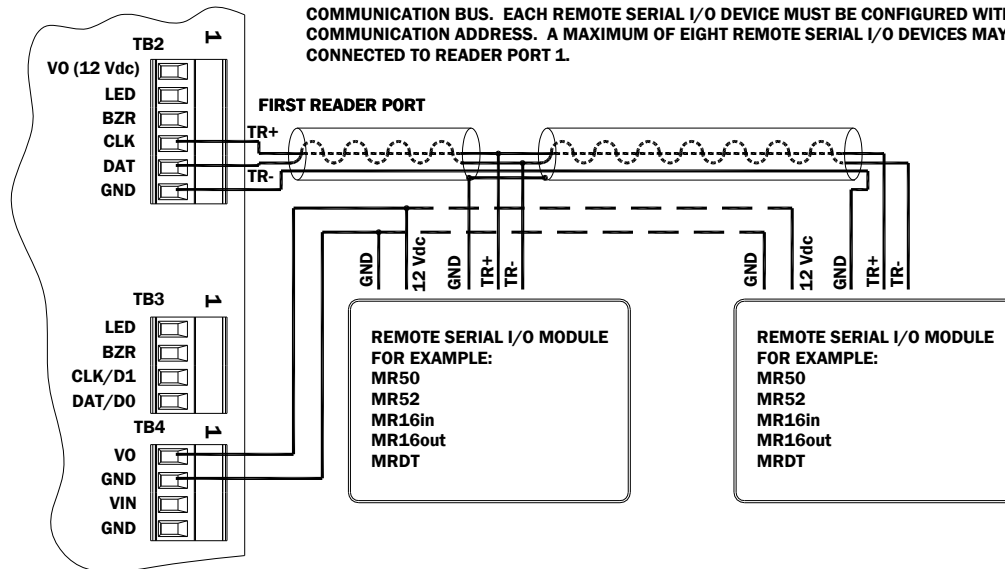 COMMUNICATION BUS. EACH REMOTE SERIAL I/O DEVICE MUST BE CONFIGURED
COMMUNICATION ADDRESS. A MAXIMUM OF EIGHT REMOTE SERIAL I/O DEVICES MAY
CONNECTED TO READER PORT 1.
TB2
1
VO (12 Vdc)
LED
BZR
CLK
DAT
GND
FIRST READER PORT
TR+
TR-
GND
12 Vdc
GND
TR+
TR-
GND
12 Vdc
GND
TR+
TR-
TB3
1
LED
BZR
CLK/D1
DAT/D0
TB4
1
VO
GND
VIN
GND
REMOTE SERIAL I/O MODULE
FOR EXAMPLE:
MR50
MR52
MR16in
MR16out
MRDT
REMOTE SERIAL I/O MODULE
FOR EXAMPLE:
MR50
MR52
MR16in
MR16out
MRDT